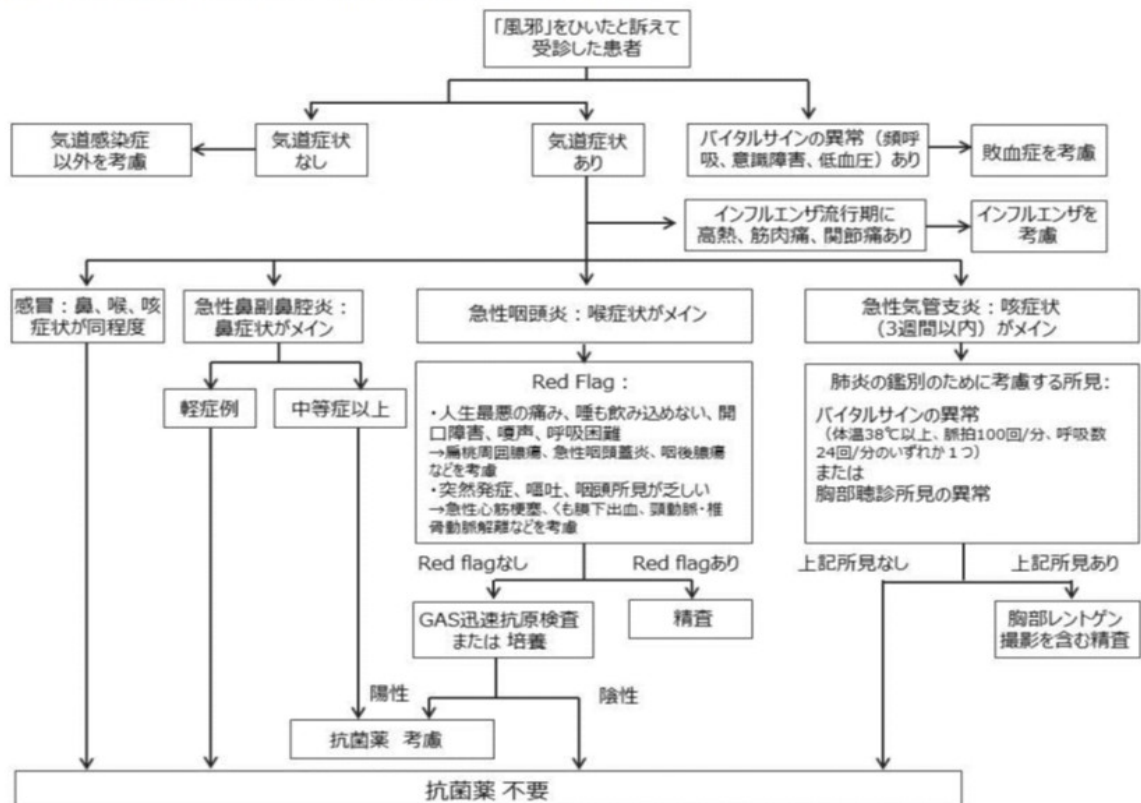 「風邪」をひいたと訴えて
受診した患者
気道感染症
以外を考慮
気道症状
なし
気道症状
あり
バイタルサインの異常（頻呼
吸、意識障害、低血圧）あり
敗血症を考慮
インフルエンザ流行期に
高熱、筋肉痛、関節痛あり
インフルエンザを
考慮
感冒：鼻、喉、咳
症状が同程度
急性鼻副鼻腔炎：
鼻症状がメイン
急性咽頭炎：喉症状がメイン
急性気管支炎：咳症状
（3週間以内）がメイン
軽症例
中等症以上
Red Flag：
・人生最悪の痛み、唾も飲み込めない、開
口障害、嗄声、呼吸困難
→扁桃周囲膿瘍、急性咽頭蓋炎、咽後膿瘍
などを考慮
・突然発症、嘔吐、咽頭所見が乏しい
→急性心筋梗塞、くも膜下出血、頸動脈・椎
骨動脈解離などを考慮
肺炎の鑑別のために考慮する所見：
バイタルサインの異常
（体温38℃以上、脈拍100回/分、呼吸数
24回/分のいずれか１つ）
または
胸部聴診所見の異常
Red flagなし
Red flagあり
上記所見なし
上記所見あり
GAS迅速抗原検査
または 培養
精査
胸部レントゲン
撮影を含む精査
陽性
陰性
抗菌薬 考慮
抗菌薬 不要